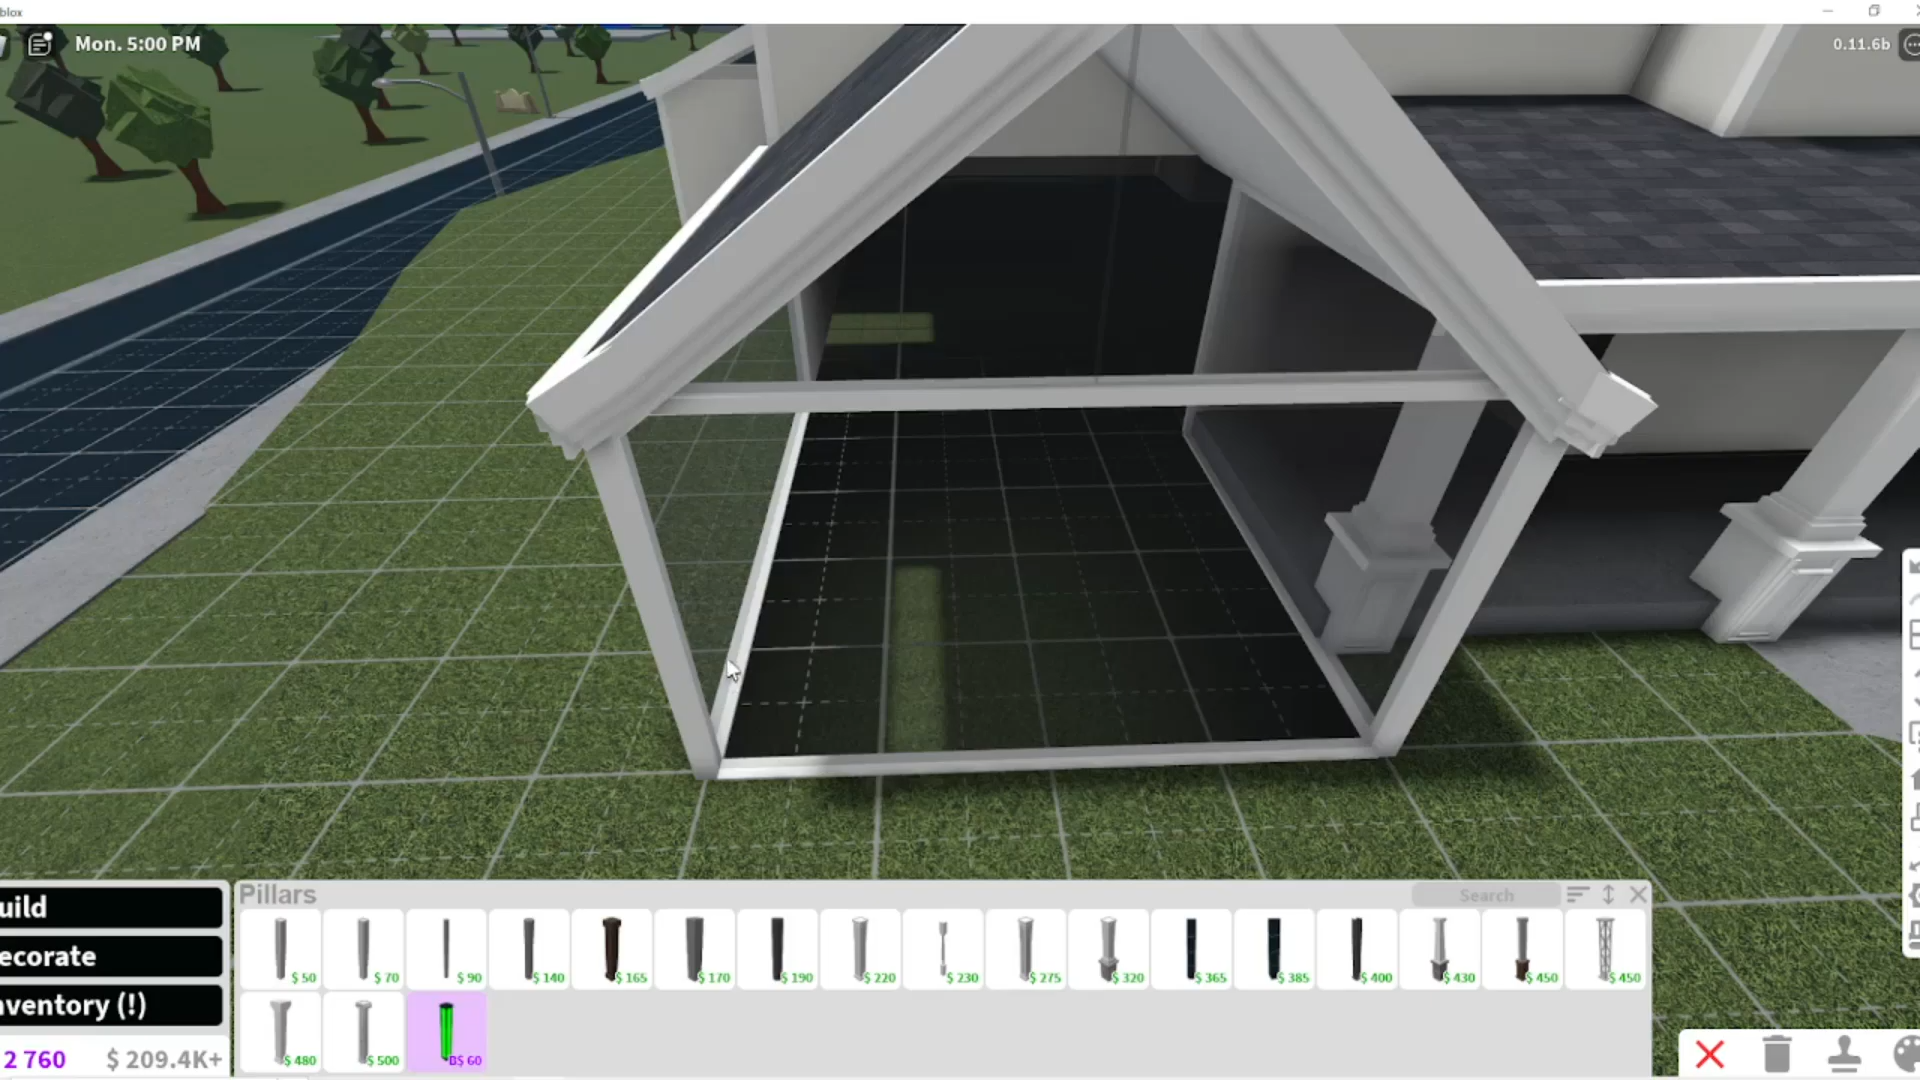 blox
Mon. 5:00 PM
0.11.6b
uild
ecorate
nventory (!)
2 760
$ 209.4K+
Pillars
Search
$ 50
$ 70
$ 90
$ 140
$ 165
$ 170
$ 190
$ 220
$ 230
$ 275
$ 320
$ 365
$ 385
$ 400
$ 430
$ 450
$ 450
$ 480
$ 500
B$ 60